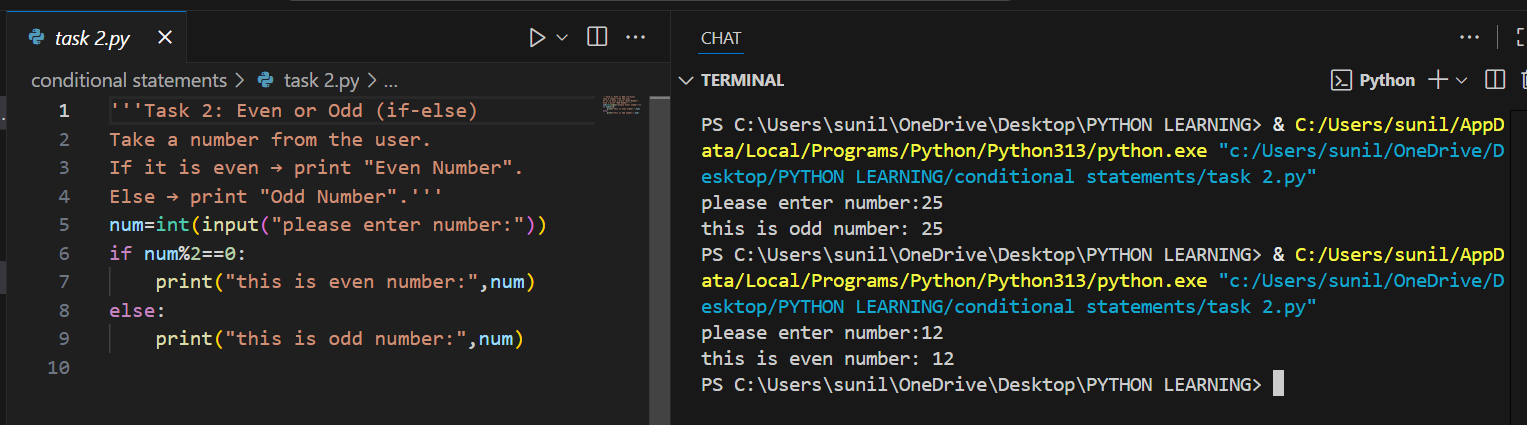 task 2.py
conditional statements > task 2.py > ...
1 '''Task 2: Even or Odd (if-else)
2 Take a number from the user.
3 If it is even → print "Even Number".
4 Else → print "Odd Number".'''
5 num=int(input("please enter number:"))
6 if num%2==0:
7     print("this is even number:",num)
8 else:
9     print("this is odd number:",num)
10
CHAT
TERMINAL
Python
PS C:\Users\sunil\OneDrive\Desktop\PYTHON LEARNING> & C:/Users/sunil/AppD
ata/Local/Programs/Python/Python313/python.exe "c:/Users/sunil/OneDrive/D
esktop/PYTHON LEARNING/conditional statements/task 2.py"
please enter number:25
this is odd number: 25
PS C:\Users\sunil\OneDrive\Desktop\PYTHON LEARNING> & C:/Users/sunil/AppD
ata/Local/Programs/Python/Python313/python.exe "c:/Users/sunil/OneDrive/D
esktop/PYTHON LEARNING/conditional statements/task 2.py"
please enter number:12
this is even number: 12
PS C:\Users\sunil\OneDrive\Desktop\PYTHON LEARNING>